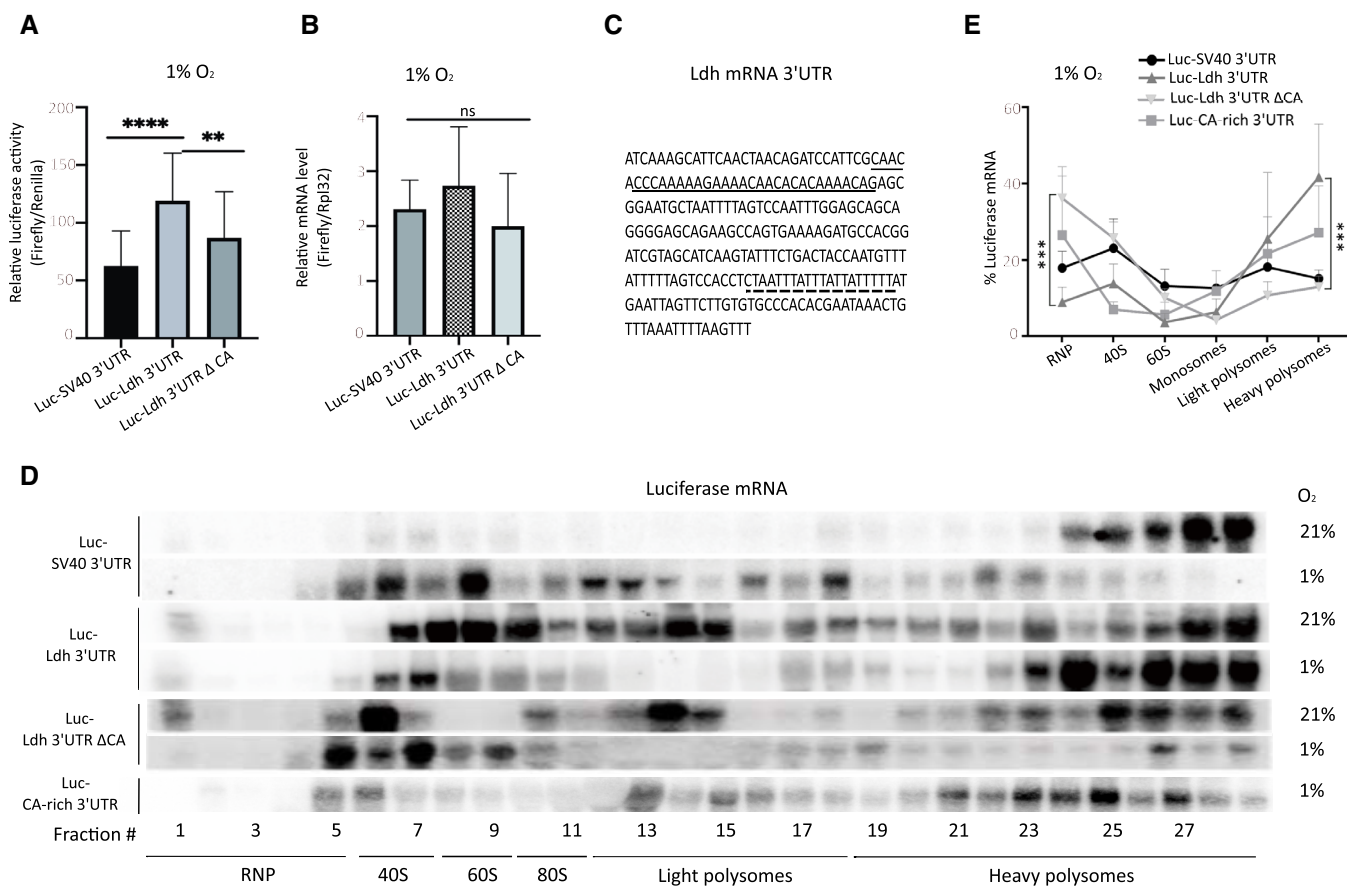 A
1% O₂
Relative luciferase activity
(Firefly/Renilla)
200
150
100
50
0
****
**
Luc-SV40 3'UTR
Luc-Ldh 3'UTR
Luc-Ldh 3'UTR Δ CA
B
1% O₂
Relative mRNA level
(Firefly/Rpl32)
4
3
2
1
0
ns
Luc-SV40 3'UTR
Luc-Ldh 3'UTR
Luc-Ldh 3'UTR Δ CA
C
Ldh mRNA 3'UTR
ATCAAAGCATTCAACTAACAGATCCATTCGCAAC
ACCCAAAAAGAAAACAACACACAAAACAGAGC
GGAATGCTAATTTTAGTCCAATTTGGAGCAGCA
GGGGAGCAGAAGCCAGTGAAAAGATGCCACGG
ATCGTAGCATCAAGTATTTCTGACTACCAATGTTT
ATTTTTAGTCCACCTCTAATTTATTTATTATTTTTAT
GAATTAGTTCTTGTGTGCCCACACGAATAAACTG
TTTAAATTTTAAGTTT
E
1% O₂
Luc-SV40 3'UTR
Luc-Ldh 3'UTR
Luc-Ldh 3'UTR ΔCA
Luc-CA-rich 3'UTR
% Luciferase mRNA
60
40
20
0
***
***
RNP
40S
60S
Monosomes
Light polysomes
Heavy polysomes
D
Luciferase mRNA
O₂
Luc-
SV40 3'UTR
21%
1%
Luc-
Ldh 3'UTR
21%
1%
Luc-
Ldh 3'UTR ΔCA
21%
1%
Luc-
CA-rich 3'UTR
1%
Fraction # 1 3 5 7 9 11 13 15 17 19 21 23 25 27
RNP 40S 60S 80S Light polysomes Heavy polysomes